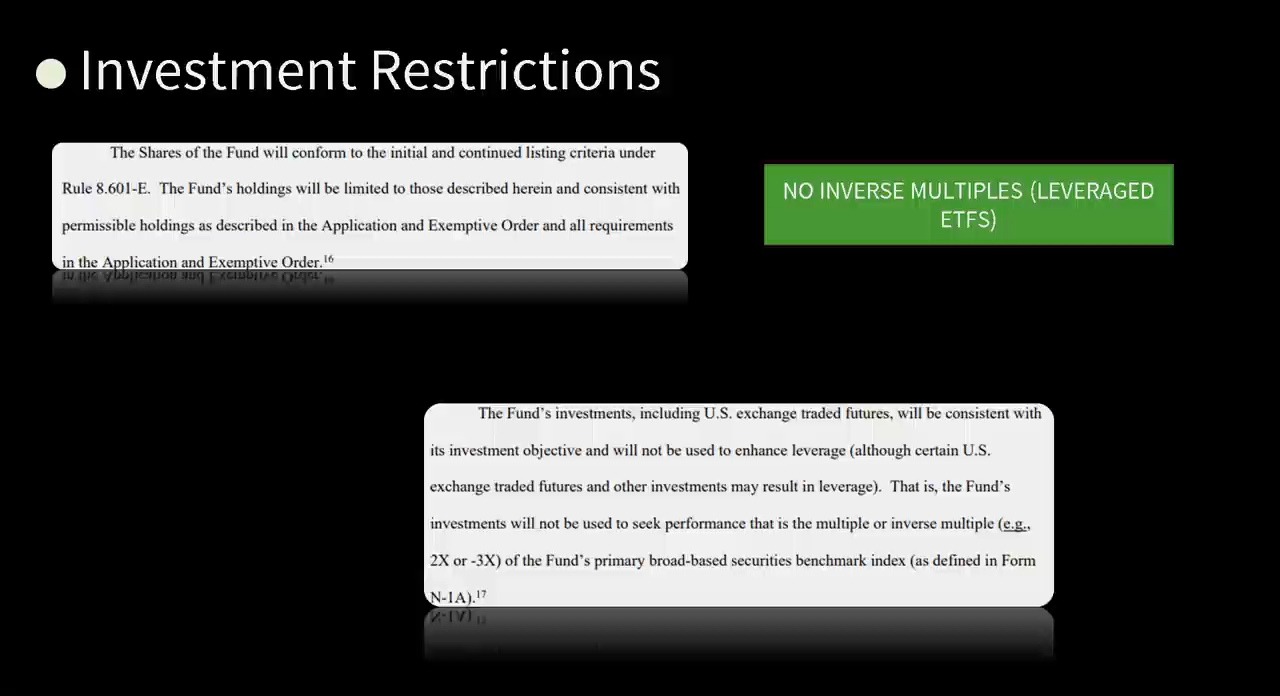 Investment Restrictions
The Shares of the Fund will conform to the initial and continued listing criteria under
Rule 8.601-E. The Fund’s holdings will be limited to those described herein and consistent with
permissible holdings as described in the Application and Exemptive Order and all requirements
in the Application and Exemptive Order.16
NO INVERSE MULTIPLES (LEVERAGED
ETFS)
The Fund’s investments, including U.S. exchange traded futures, will be consistent with
its investment objective and will not be used to enhance leverage (although certain U.S.
exchange traded futures and other investments may result in leverage). That is, the Fund’s
investments will not be used to seek performance that is the multiple or inverse multiple (e.g.,
2X or -3X) of the Fund’s primary broad-based securities benchmark index (as defined in Form
N-1A).17